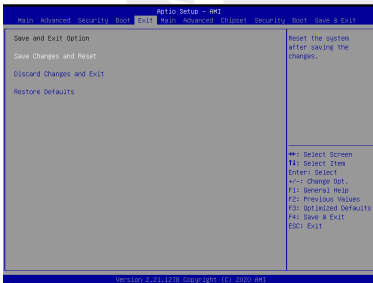 Aptio Setup - AMI
Main Advanced Security Boot Exit Main Advanced Chipset Security Boot Save & Exit
Save and Exit Option
Save Changes and Reset
Discard Changes and Exit
Restore Defaults
Reset the system
after saving the
changes.
↔: Select Screen
↑↓: Select Item
Enter: Select
+/-: Change Opt.
F1: General Help
F2: Previous Values
F3: Optimized Defaults
F4: Save & Exit
ESC: Exit
Version 2.21.1278 Copyright (C) 2020 AMI